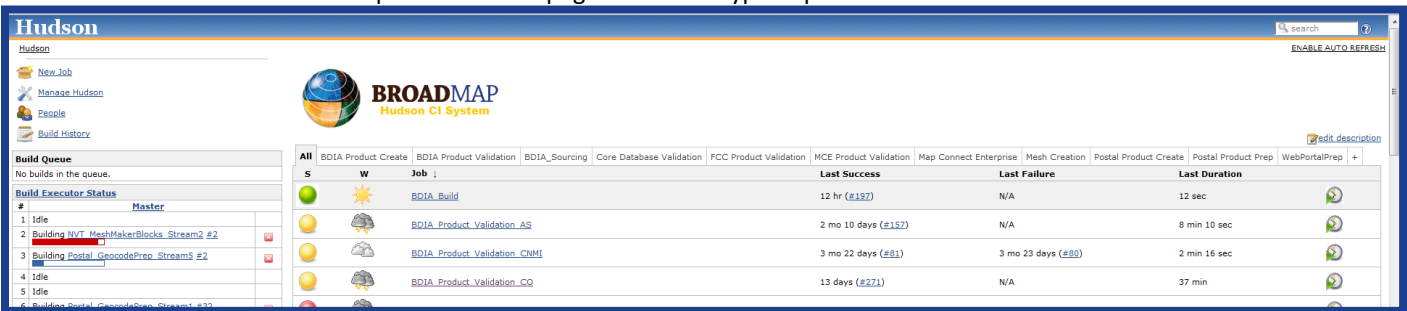 Hudson
search
Hudson
ENABLE AUTO REFRESH
New Job
Manage Hudson
People
Build History
BROADMAP
Hudson CI System
edit description
Build Queue
No builds in the queue.
Build Executor Status
# Master
1 Idle
2 Building NVT_MeshMakerBlocks_Stream2 #2
3 Building Postal_GeocodePrep_Stream5 #2
4 Idle
5 Idle
6 Building Postal_GeocodePrep_Stream1 #32
All BDIA Product Create BDIA Product Validation BDIA_Sourcing Core Database Validation FCC Product Validation MCE Product Validation Map Connect Enterprise Mesh Creation Postal Product Create Postal Product Prep WebPortalPrep +
S W Job ↓ Last Success Last Failure Last Duration
BDIA_Build 12 hr (#197) N/A 12 sec
BDIA_Product_Validation_AS 2 mo 10 days (#157) N/A 8 min 10 sec
BDIA_Product_Validation_CNMI 3 mo 22 days (#81) 3 mo 23 days (#80) 2 min 16 sec
BDIA_Product_Validation_CO 13 days (#271) N/A 37 min